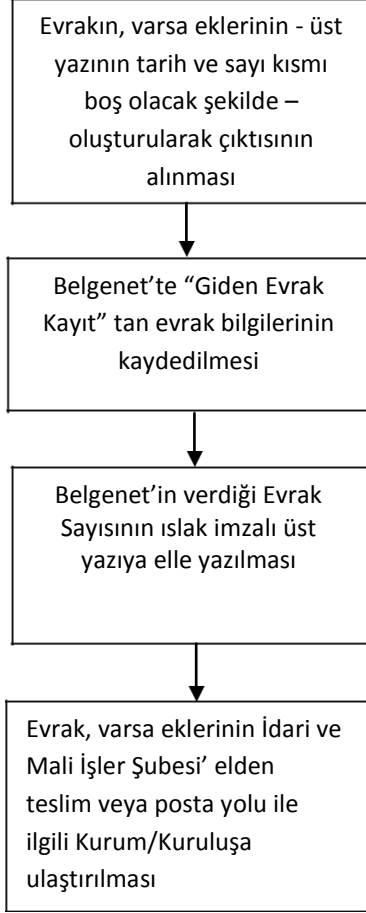 Evrakın, varsa eklerinin - üst
yazının tarih ve sayı kısmı
boş olacak şekilde –
oluşturularak çıktısının
alınması
Belgenet’te “Giden Evrak
Kayıt” tan evrak bilgilerinin
kaydedilmesi
Belgenet’in verdiği Evrak
Sayısının ıslak imzalı üst
yazıya elle yazılması
Evrak, varsa eklerinin İdari ve
Mali İşler Şubesi’ elden
teslim veya posta yolu ile
ilgili Kurum/Kuruluşa
ulaştırılması